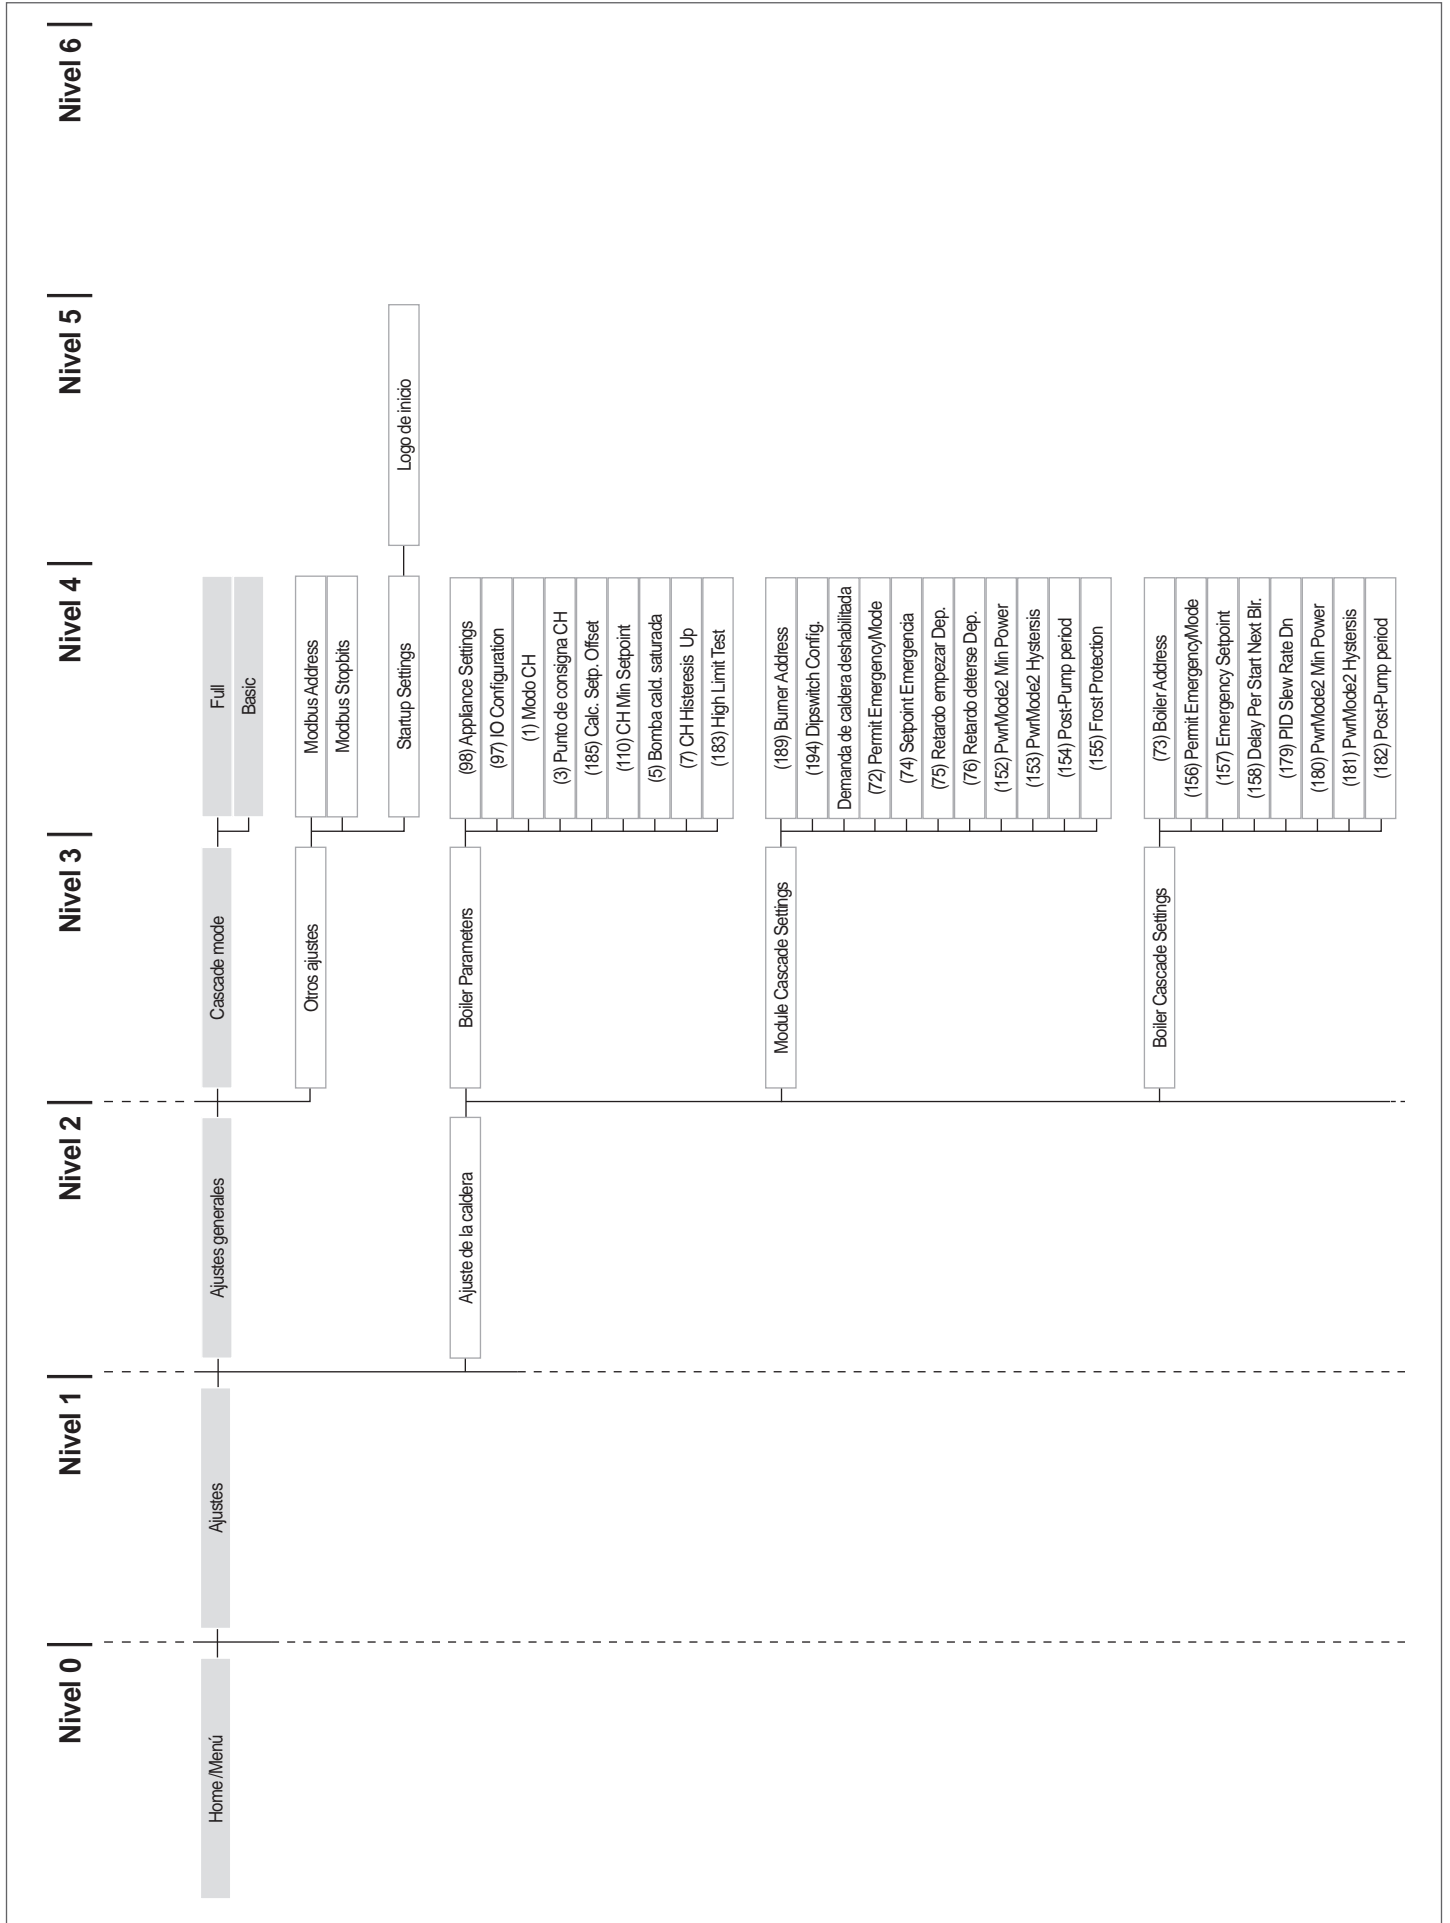 Nivel 0
Nivel 1
Nivel 2
Nivel 3
Nivel 4
Nivel 5
Nivel 6
Home /Menú
Ajustes
Ajustes generales
Cascade mode
Full
Basic
Otros ajustes
Modbus Address
Modbus Stopbits
Startup Settings
Logo de inicio
Ajuste de la caldera
Boiler Parameters
(98) Appliance Settings
(97) IO Configuration
(1) Modo CH
(3) Punto de consigna CH
(185) Calc. Setp. Offset
(110) CH Min Setpoint
(5) Bomba cald. saturada
(7) CH Histeresis Up
(183) High Limit Test
Module Cascade Settings
(189) Burner Address
(194) Dipswitch Config.
Demanda de caldera deshabilitada
(72) Permit EmergencyMode
(74) Setpoint Emergencia
(75) Retardo empezar Dep.
(76) Retardo deterse Dep.
(152) PwrMode2 Min Power
(153) PwrMode2 Hystersis
(154) Post-Pump period
(155) Frost Protection
Boiler Cascade Settings
(73) Boiler Address
(156) Permit EmergencyMode
(157) Emergency Setpoint
(158) Delay Per Start Next Blr.
(179) PID Slew Rate Dn
(180) PwrMode2 Min Power
(181) PwrMode2 Hystersis
(182) Post-Pump period